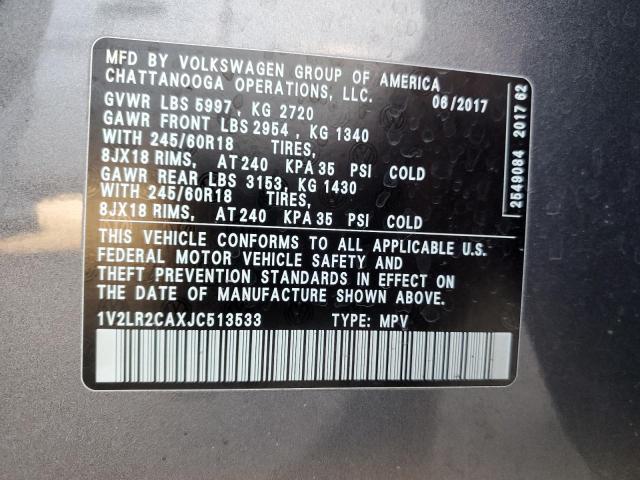 MFD BY VOLKSWAGEN GROUP OF AMERICA
CHATTANOOGA OPERATIONS, LLC. 06/2017
GVWR LBS 5997, KG 2720
GAWR FRONT LBS 2954, KG 1340
WITH 245/60R18 TIRES,
8JX18 RIMS, AT 240 KPA 35 PSI COLD
GAWR REAR LBS 3153, KG 1430
WITH 245/60R18 TIRES,
8JX18 RIMS, AT 240 KPA 35 PSI COLD
THIS VEHICLE CONFORMS TO ALL APPLICABLE U.S.
FEDERAL MOTOR VEHICLE SAFETY AND
THEFT PREVENTION STANDARDS IN EFFECT ON
THE DATE OF MANUFACTURE SHOWN ABOVE.
1V2LR2CAXJC513533 TYPE: MPV
2549084 2017 62